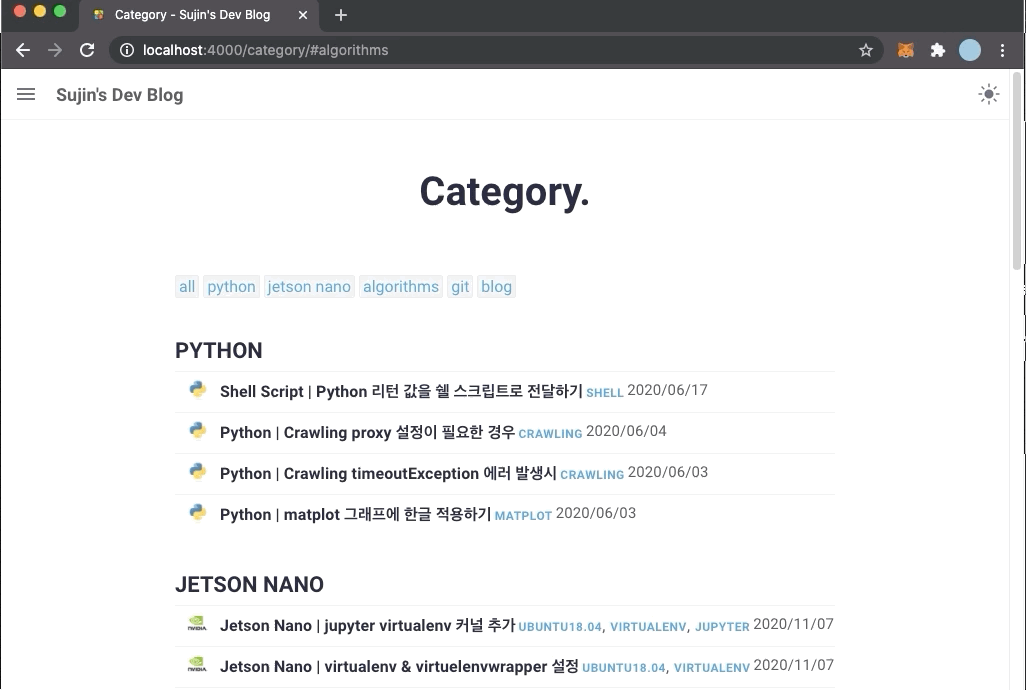 Category - Sujin's Dev Blog
localhost:4000/category/#algorithms
Sujin's Dev Blog
Category.
all python jetson nano algorithms git blog
PYTHON
Shell Script | Python 리턴 값을 쉘 스크립트로 전달하기 SHELL 2020/06/17
Python | Crawling proxy 설정이 필요한 경우 CRAWLING 2020/06/04
Python | Crawling timeoutException 에러 발생시 CRAWLING 2020/06/03
Python | matplot 그래프에 한글 적용하기 MATPLOT 2020/06/03
JETSON NANO
NVIDIA Jetson Nano | jupyter virtualenv 커널 추가 UBUNTU18.04, VIRTUALENV, JUPYTER 2020/11/07
NVIDIA Jetson Nano | virtualenv & virtuelenvwrapper 설정 UBUNTU18.04, VIRTUALENV 2020/11/07